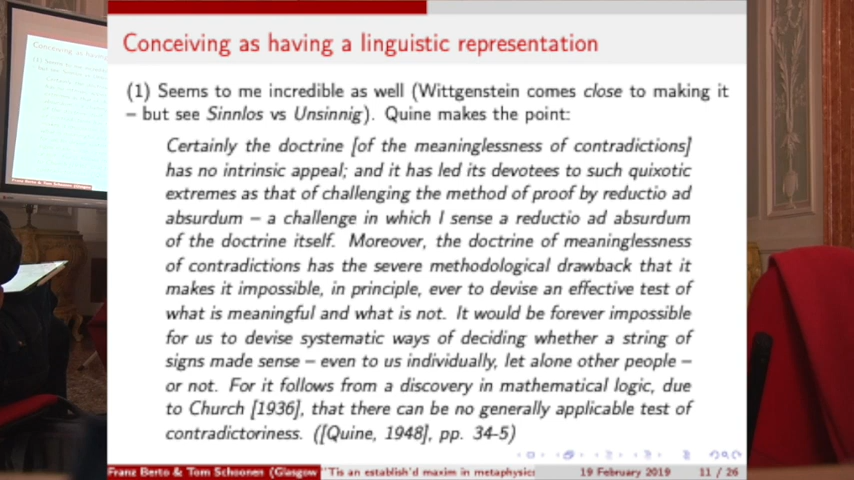 Conceiving as having a linguistic representation
(1) Seems to me incredible as well (Wittgenstein comes close to making it
– but see Sinnlos vs Unsinnig). Quine makes the point:
Certainly the doctrine [of the meaninglessness of contradictions]
has no intrinsic appeal; and it has led its devotees to such quixotic
extremes as that of challenging the method of proof by reductio ad
absurdum – a challenge in which I sense a reductio ad absurdum
of the doctrine itself. Moreover, the doctrine of meaninglessness
of contradictions has the severe methodological drawback that it
makes it impossible, in principle, ever to devise an effective test of
what is meaningful and what is not. It would be forever impossible
for us to devise systematic ways of deciding whether a string of
signs made sense – even to us individually, let alone other people –
or not. For it follows from a discovery in mathematical logic, due
to Church [1936], that there can be no generally applicable test of
contradictoriness. ([Quine, 1948], pp. 34-5)
Franz Berto & Tom Schoonen (Glasgow "Tis an establish'd maxim in metaphysics 19 February 2019 11 / 26